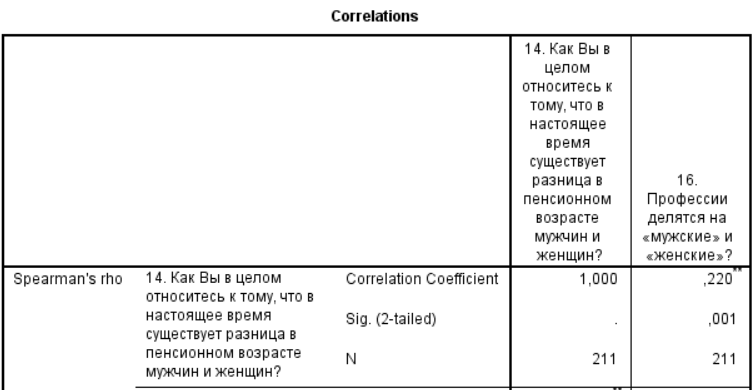 Correlations
14. Как Вы в
целом
относитесь к
тому, что в
настоящее
время
существует
разница в
пенсионном
возрасте
мужчин и
женщин?
16.
Профессии
делятся на
«мужские» и
«женские»?
Spearman's rho
14. Как Вы в целом
относитесь к тому, что в
настоящее время
существует разница в
пенсионном возрасте
мужчин и женщин?
Correlation Coefficient 1,000 ,220**
Sig. (2-tailed) . ,001
N 211 211
**